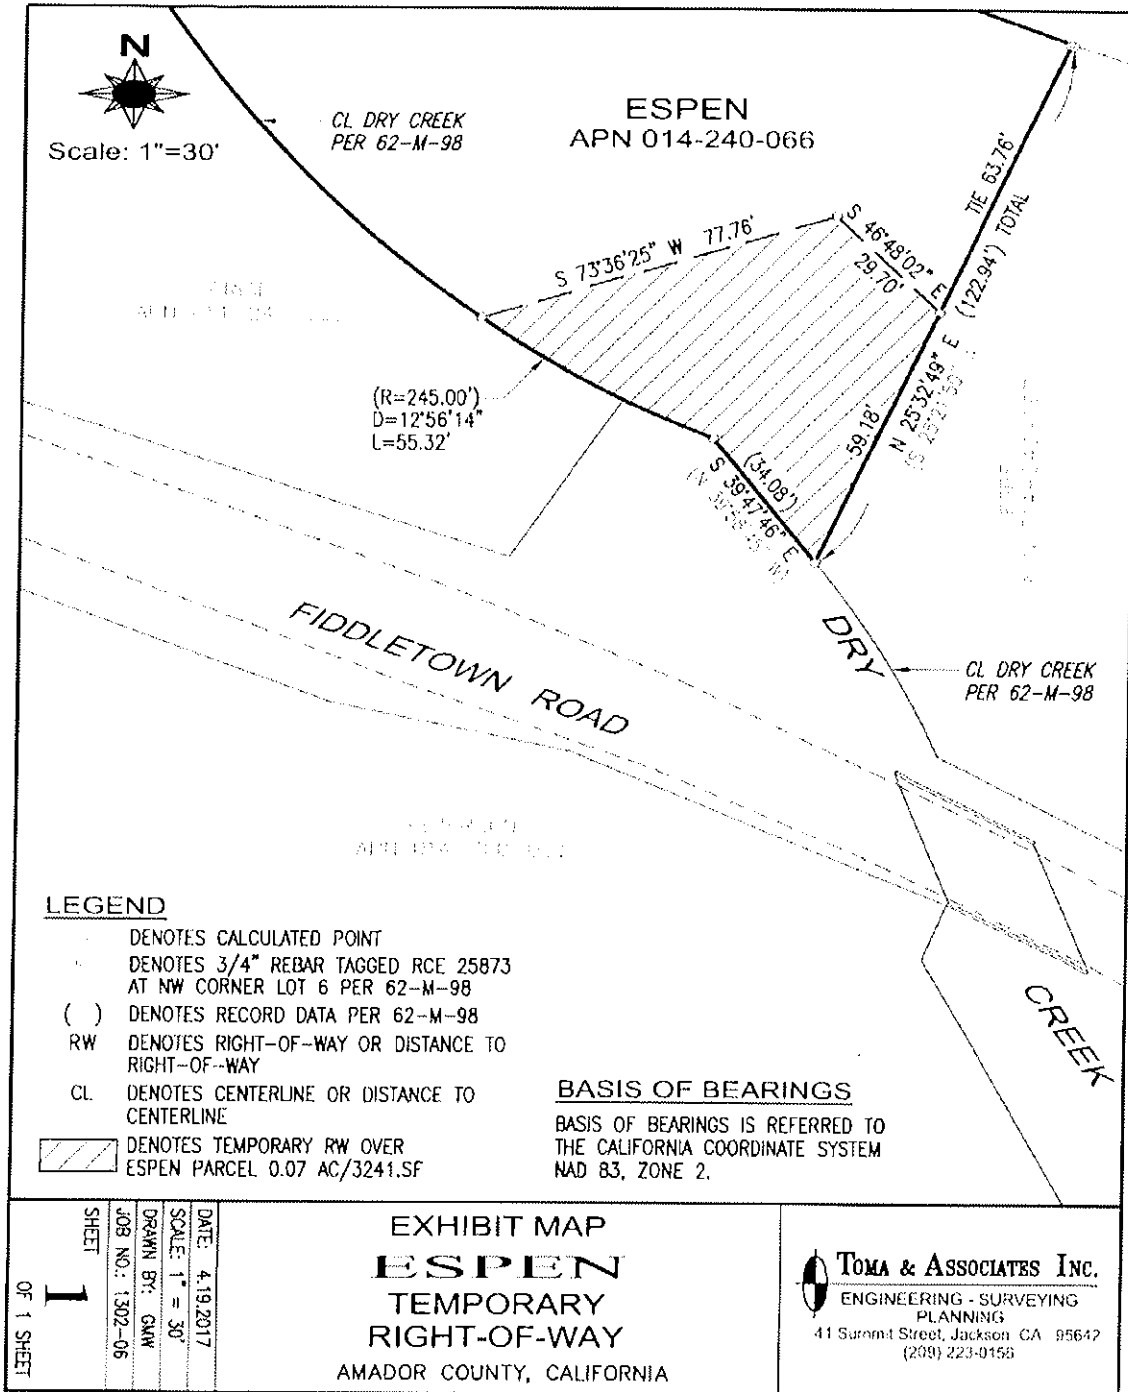 N
Scale: 1"=30'
CL DRY CREEK
PER 62-M-98
ESPEN
APN 014-240-066
TIE 63.76'
(122.94') TOTAL
S 46°48'02" E
29.70'
S 73°36'25" W 77.76'
N 25°32'49" E
59.18'
(R=245.00')
D=12°56'14"
L=55.32'
(34.08')
S 39°47'46" E
FIDDLETOWN ROAD
DRY
CL DRY CREEK
PER 62-M-98
CREEK
LEGEND
DENOTES CALCULATED POINT
DENOTES 3/4" REBAR TAGGED RCE 25873
AT NW CORNER LOT 6 PER 62-M-98
( ) DENOTES RECORD DATA PER 62-M-98
RW DENOTES RIGHT-OF-WAY OR DISTANCE TO
RIGHT-OF-WAY
CL DENOTES CENTERLINE OR DISTANCE TO
CENTERLINE
DENOTES TEMPORARY RW OVER
ESPEN PARCEL 0.07 AC/3241.SF
BASIS OF BEARINGS
BASIS OF BEARINGS IS REFERRED TO
THE CALIFORNIA COORDINATE SYSTEM
NAD 83, ZONE 2.
DATE: 4.19.2017
SCALE: 1" = 30'
DRAWN BY: GMW
JOB NO.: 1302-06
SHEET
1
OF 1 SHEET
EXHIBIT MAP
ESPEN
TEMPORARY
RIGHT-OF-WAY
AMADOR COUNTY, CALIFORNIA
TOMA & ASSOCIATES INC.
ENGINEERING - SURVEYING
PLANNING
41 Summit Street, Jackson CA 95642
(209) 223-0156